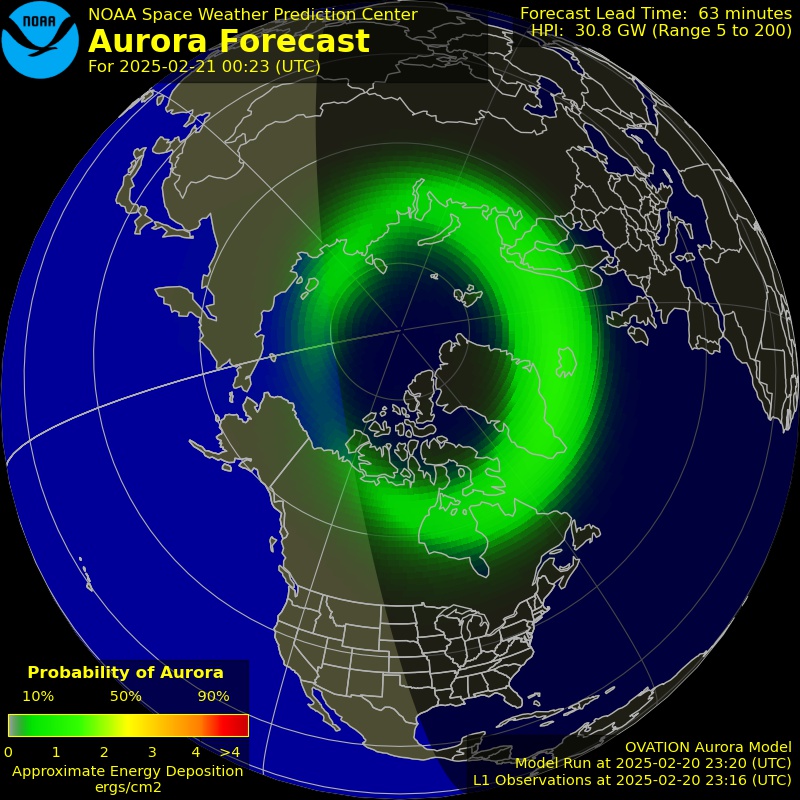 NOAA
NOAA Space Weather Prediction Center
Aurora Forecast
For 2025-02-21 00:23 (UTC)
Forecast Lead Time: 63 minutes
HPI: 30.8 GW (Range 5 to 200)
Probability of Aurora
10% 50% 90%
0 1 2 3 4 >4
Approximate Energy Deposition
ergs/cm2
OVATION Aurora Model
Model Run at 2025-02-20 23:20 (UTC)
L1 Observations at 2025-02-20 23:16 (UTC)